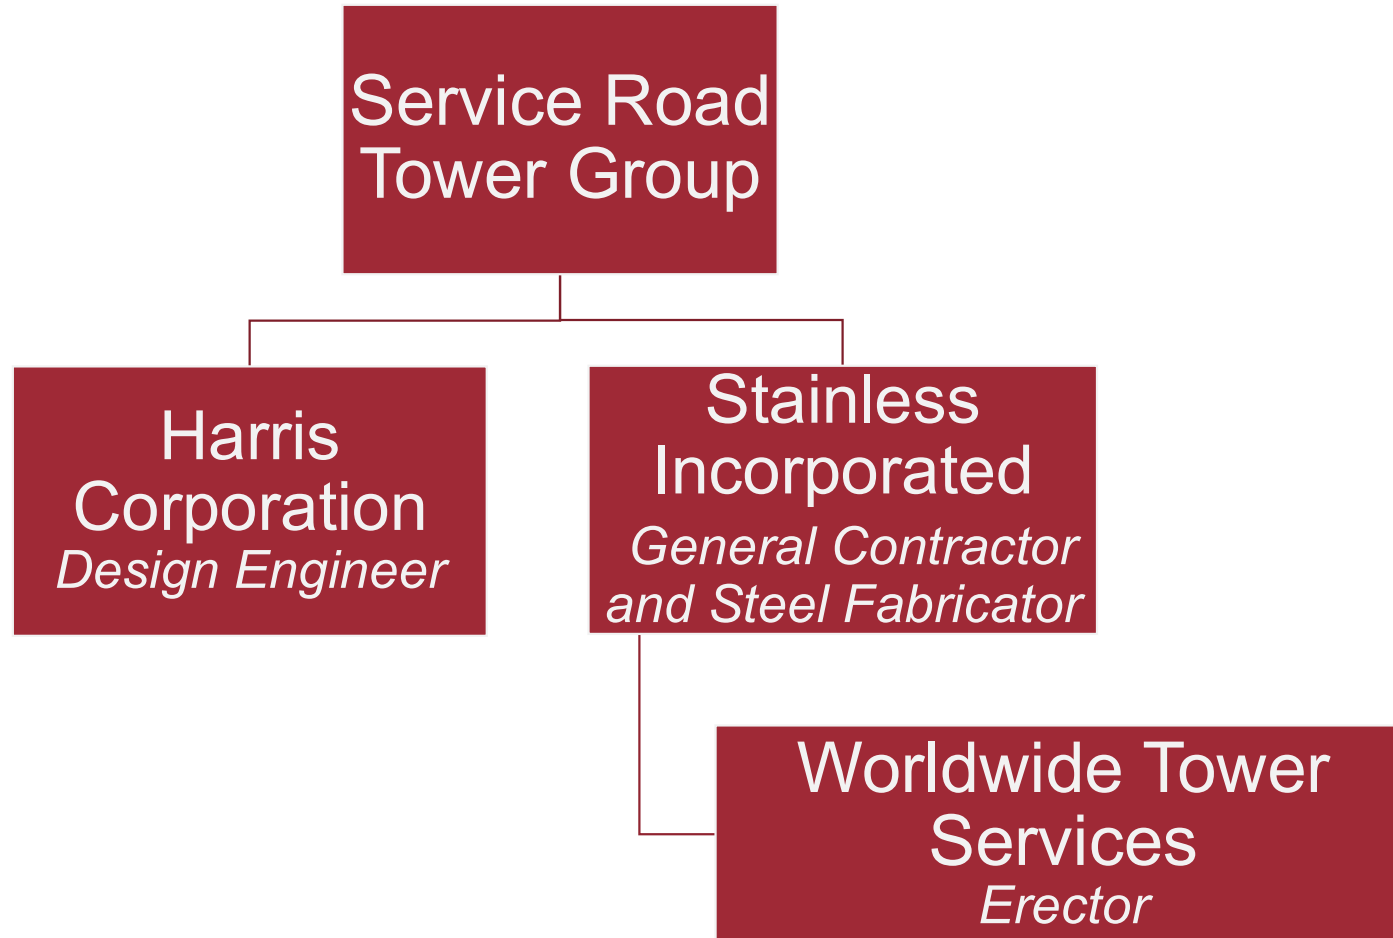 Service Road
Tower Group
Harris
Corporation
Design Engineer
Stainless
Incorporated
General Contractor
and Steel Fabricator
Worldwide Tower
Services
Erector